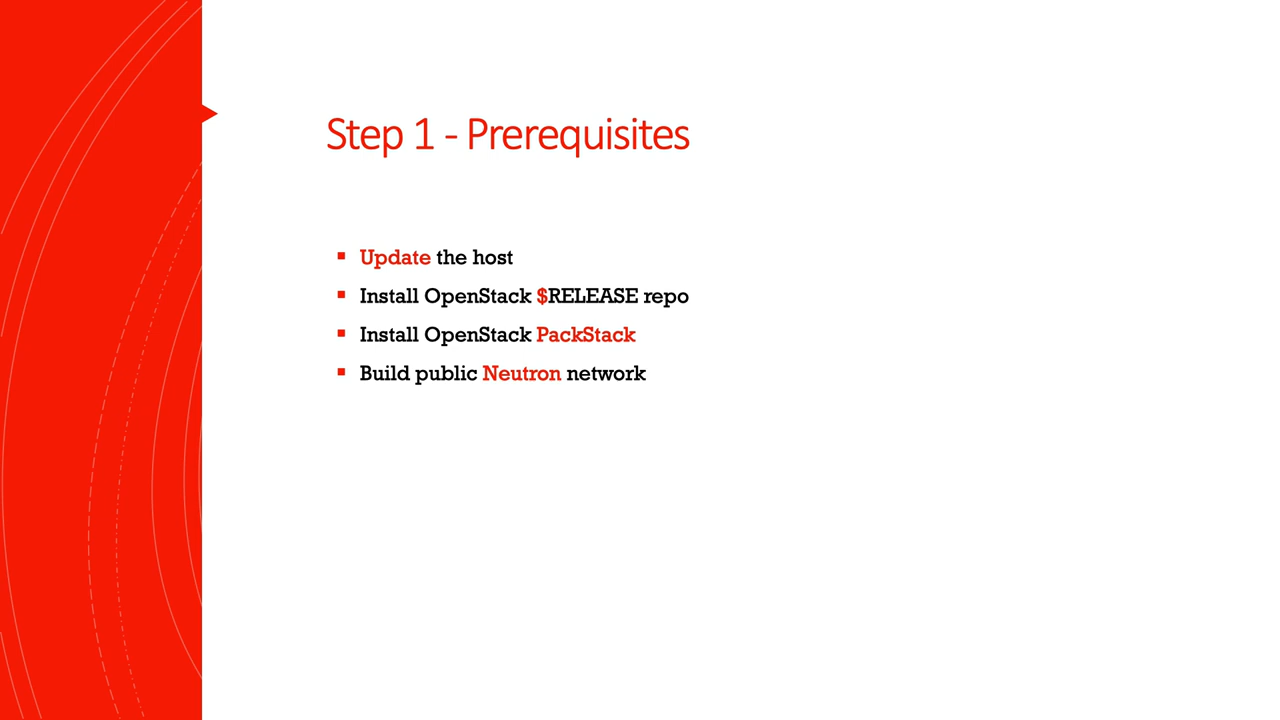 Step 1 - Prerequisites
Update the host
Install OpenStack $RELEASE repo
Install OpenStack PackStack
Build public Neutron network